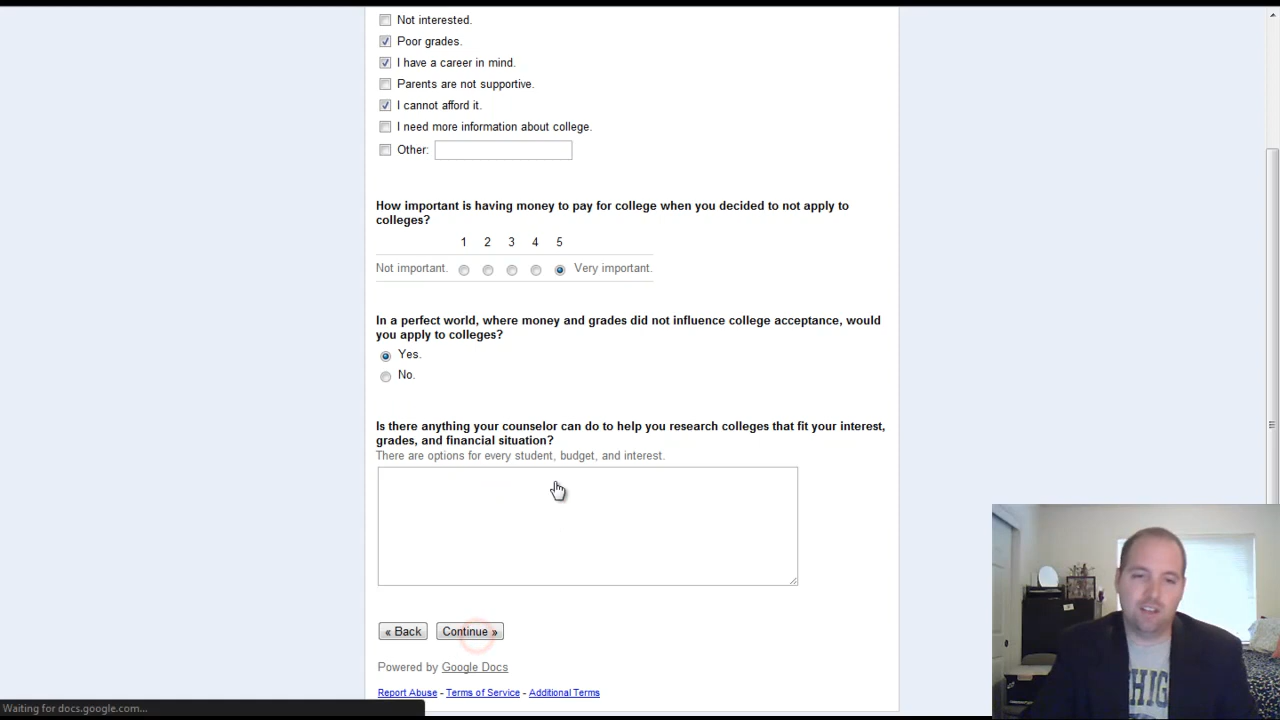 Not interested.
Poor grades.
I have a career in mind.
Parents are not supportive.
I cannot afford it.
I need more information about college.
Other:
How important is having money to pay for college when you decided to not apply to
colleges?
1 2 3 4 5
Not important. Very important.
In a perfect world, where money and grades did not influence college acceptance, would
you apply to colleges?
Yes.
No.
Is there anything your counselor can do to help you research colleges that fit your interest,
grades, and financial situation?
There are options for every student, budget, and interest.
« Back Continue »
Powered by Google Docs
Report Abuse - Terms of Service - Additional Terms
Waiting for docs.google.com...